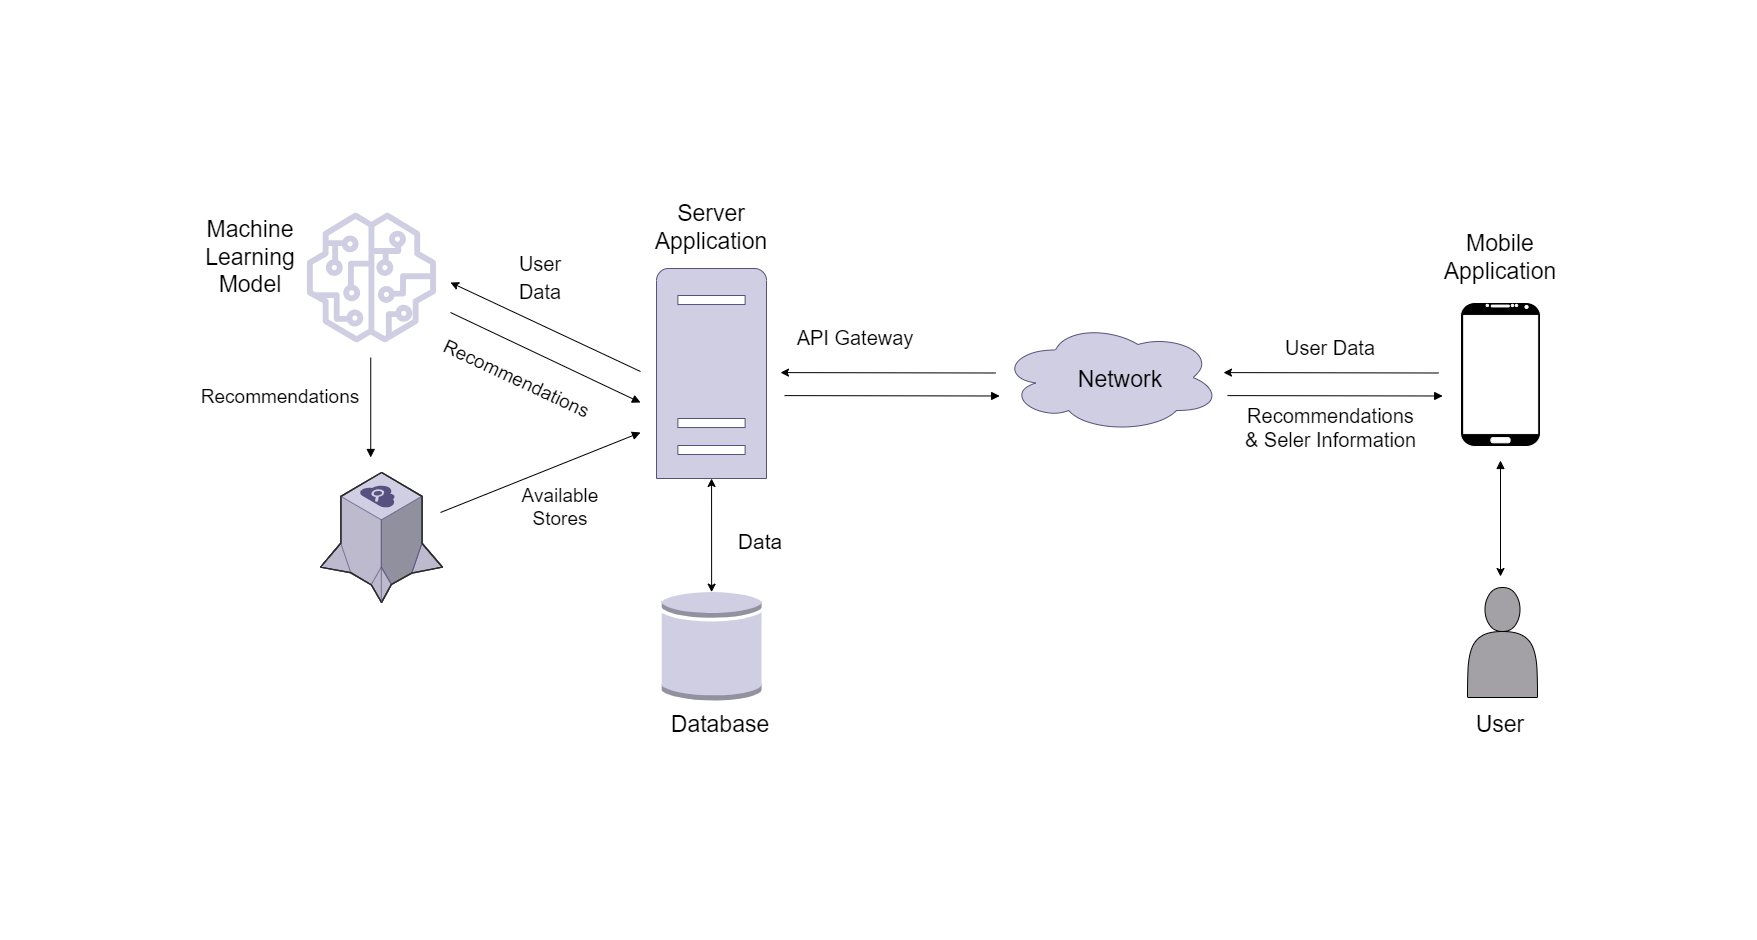 Machine
Learning
Model
User
Data
Recommendations
Recommendations
Available
Stores
Server
Application
Data
Database
API Gateway
Network
User Data
Recommendations
& Seler Information
Mobile
Application
User